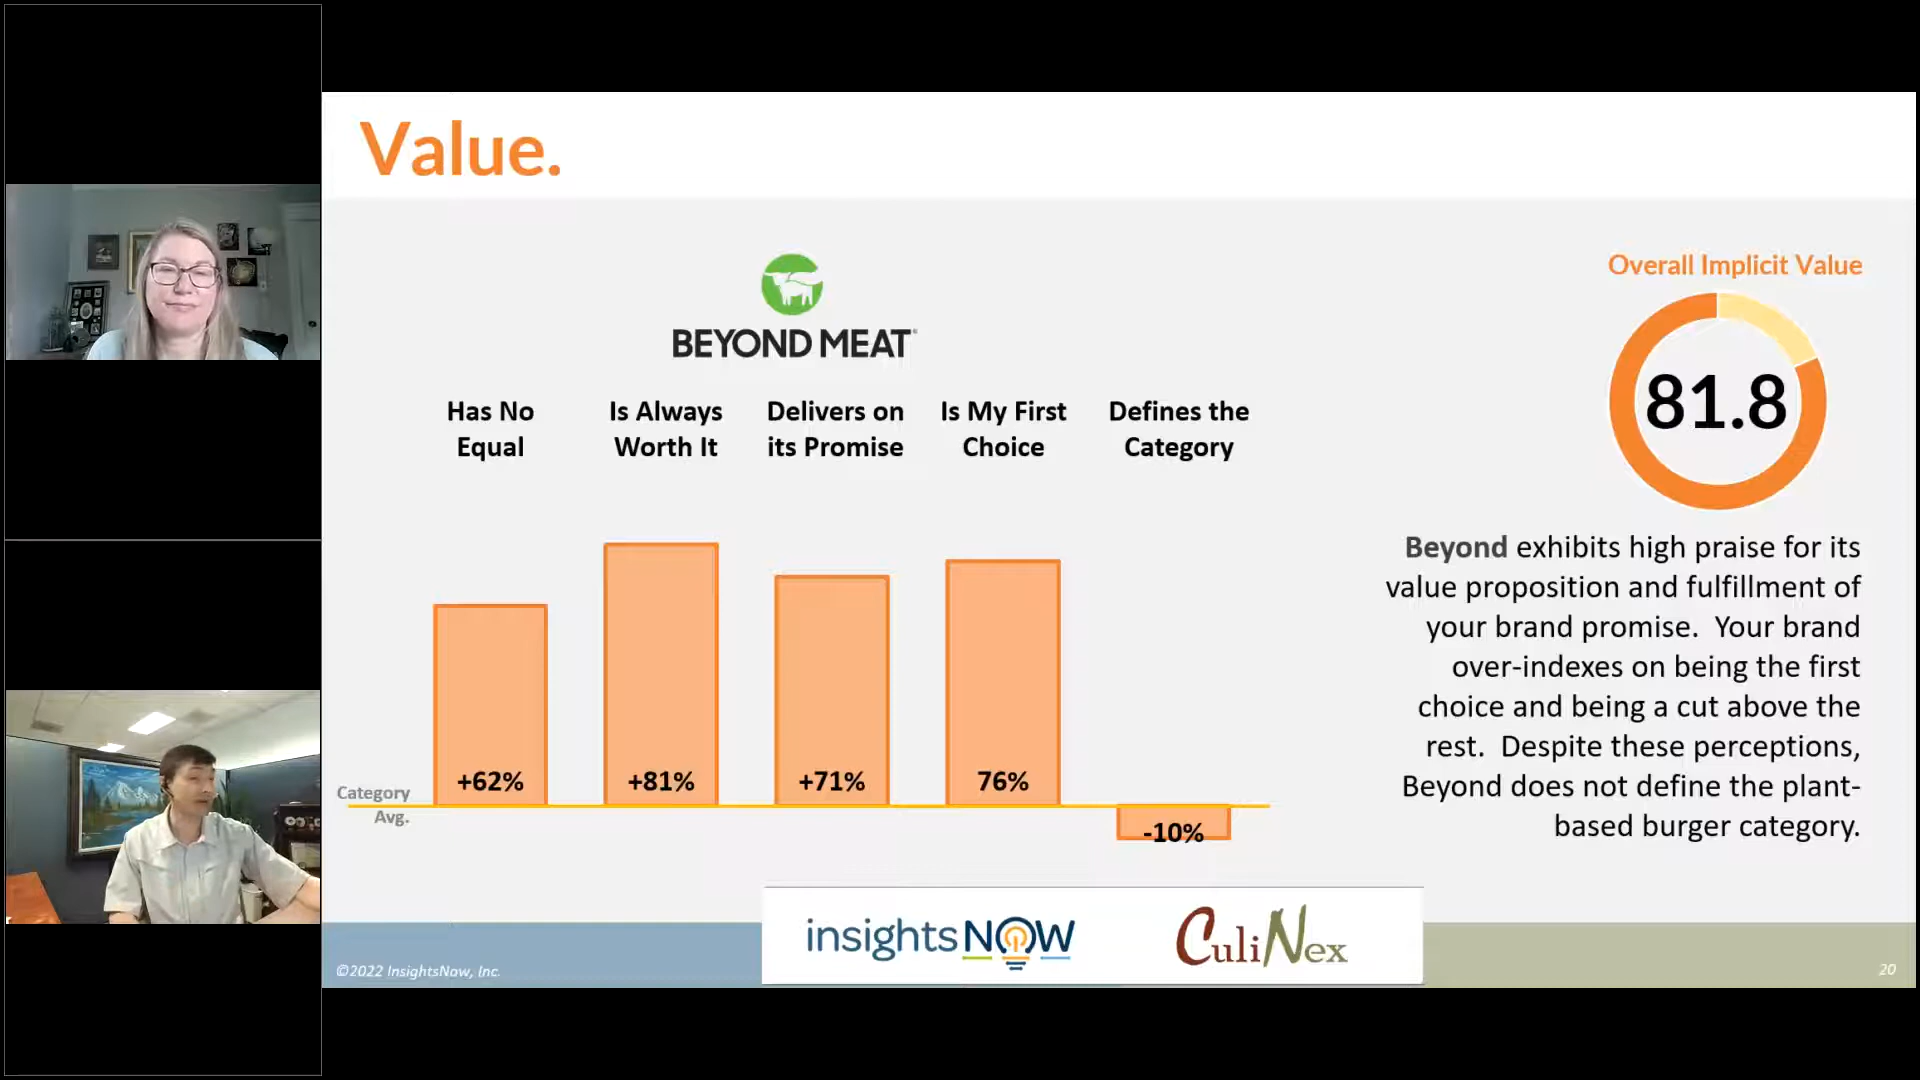 Value.
BEYOND MEAT
Has No
Equal
Is Always
Worth It
Delivers on
its Promise
Is My First
Choice
Defines the
Category
+62%
+81%
+71%
76%
-10%
Category
Avg.
Overall Implicit Value
81.8
Beyond exhibits high praise for its
value proposition and fulfillment of
your brand promise. Your brand
over-indexes on being the first
choice and being a cut above the
rest. Despite these perceptions,
Beyond does not define the plant-
based burger category.
insightsNOW
CuliNex
©2022 InsightsNow, Inc.
20